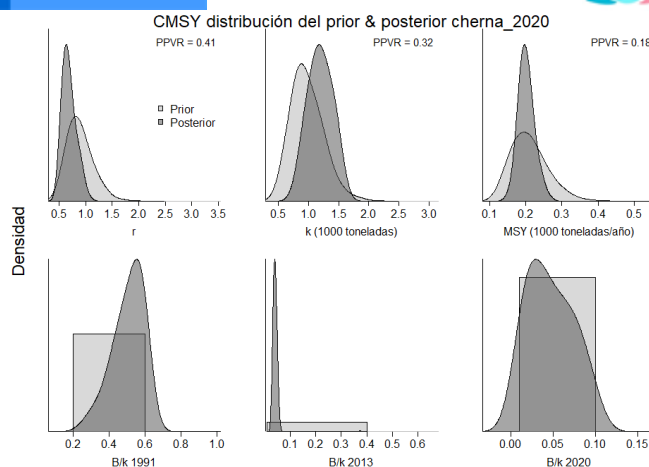 CMSY distribución del prior & posterior cherna_2020
PPVR = 0.41
PPVR = 0.32
PPVR = 0.18
Prior
Posterior
Densidad
0.5 1.0 1.5 2.0 2.5 3.0 3.5
r
0.5 1.0 1.5 2.0 3.0
k (1000 toneladas)
0.1 0.2 0.3 0.4 0.5
MSY (1000 toneladas/año)
0.2 0.4 0.6 0.8 1.0
B/k 1991
0.1 0.2 0.3 0.4 0.5 0.6
B/k 2013
0.00 0.05 0.10 0.15
B/k 2020